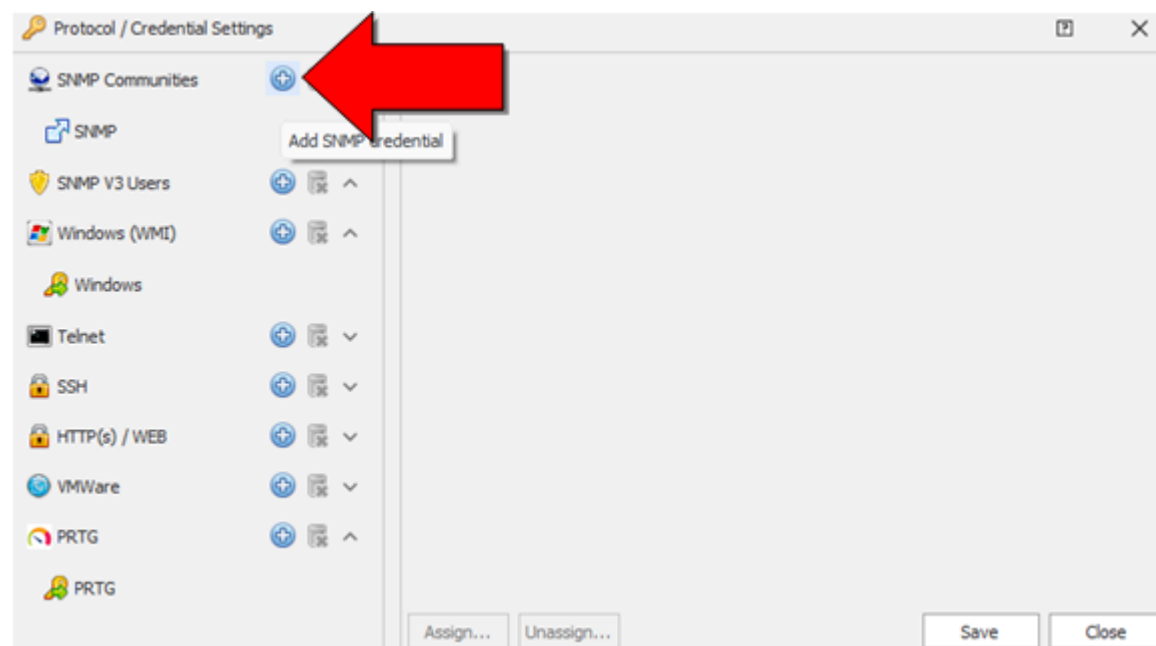 Protocol / Credential Settings
SNMP Communities
SNMP
Add SNMP credential
SNMP V3 Users
Windows (WMI)
Windows
Telnet
SSH
HTTP(s) / WEB
VMWare
PRTG
PRTG
Assign... Unassign... Save Close